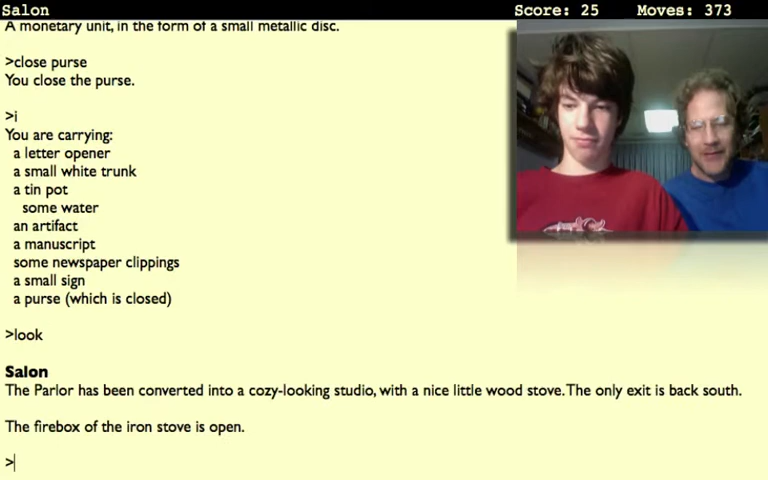 Salon Score: 25 Moves: 373
A monetary unit, in the form of a small metallic disc.
>close purse
You close the purse.
>i
You are carrying:
a letter opener
a small white trunk
a tin pot
some water
an artifact
a manuscript
some newspaper clippings
a small sign
a purse (which is closed)
>look
Salon
The Parlor has been converted into a cozy-looking studio, with a nice little wood stove. The only exit is back south.
The firebox of the iron stove is open.
>